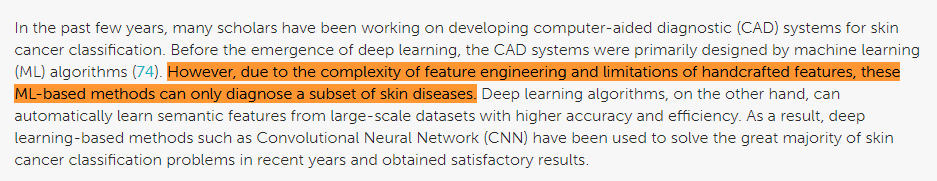 In the past few years, many scholars have been working on developing computer-aided diagnostic (CAD) systems for skin
cancer classification. Before the emergence of deep learning, the CAD systems were primarily designed by machine learning
(ML) algorithms (74). However, due to the complexity of feature engineering and limitations of handcrafted features, these
ML-based methods can only diagnose a subset of skin diseases. Deep learning algorithms, on the other hand, can
automatically learn semantic features from large-scale datasets with higher accuracy and efficiency. As a result, deep
learning-based methods such as Convolutional Neural Network (CNN) have been used to solve the great majority of skin
cancer classification problems in recent years and obtained satisfactory results.